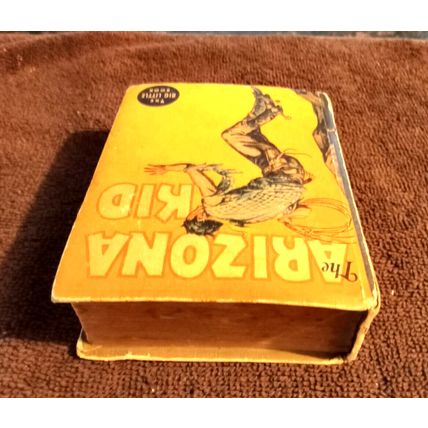 The
ARIZONA
KID
THE
BIG LITTLE
BOOK